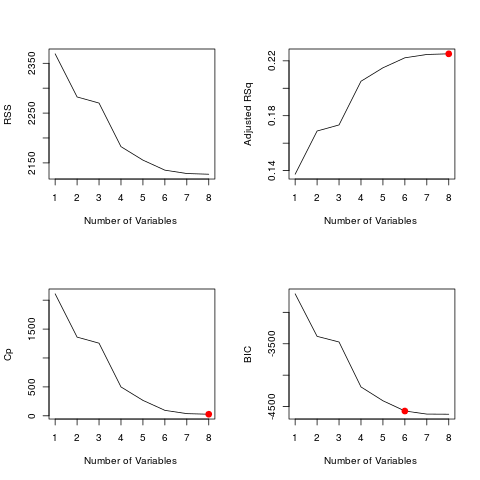 RSS
2150 2250 2350
1 2 3 4 5 6 7 8
Number of Variables
Adjusted RSq
0.14 0.18 0.22
1 2 3 4 5 6 7 8
Number of Variables
Cp
0 500 1500
1 2 3 4 5 6 7 8
Number of Variables
BIC
-4500 -3500
1 2 3 4 5 6 7 8
Number of Variables